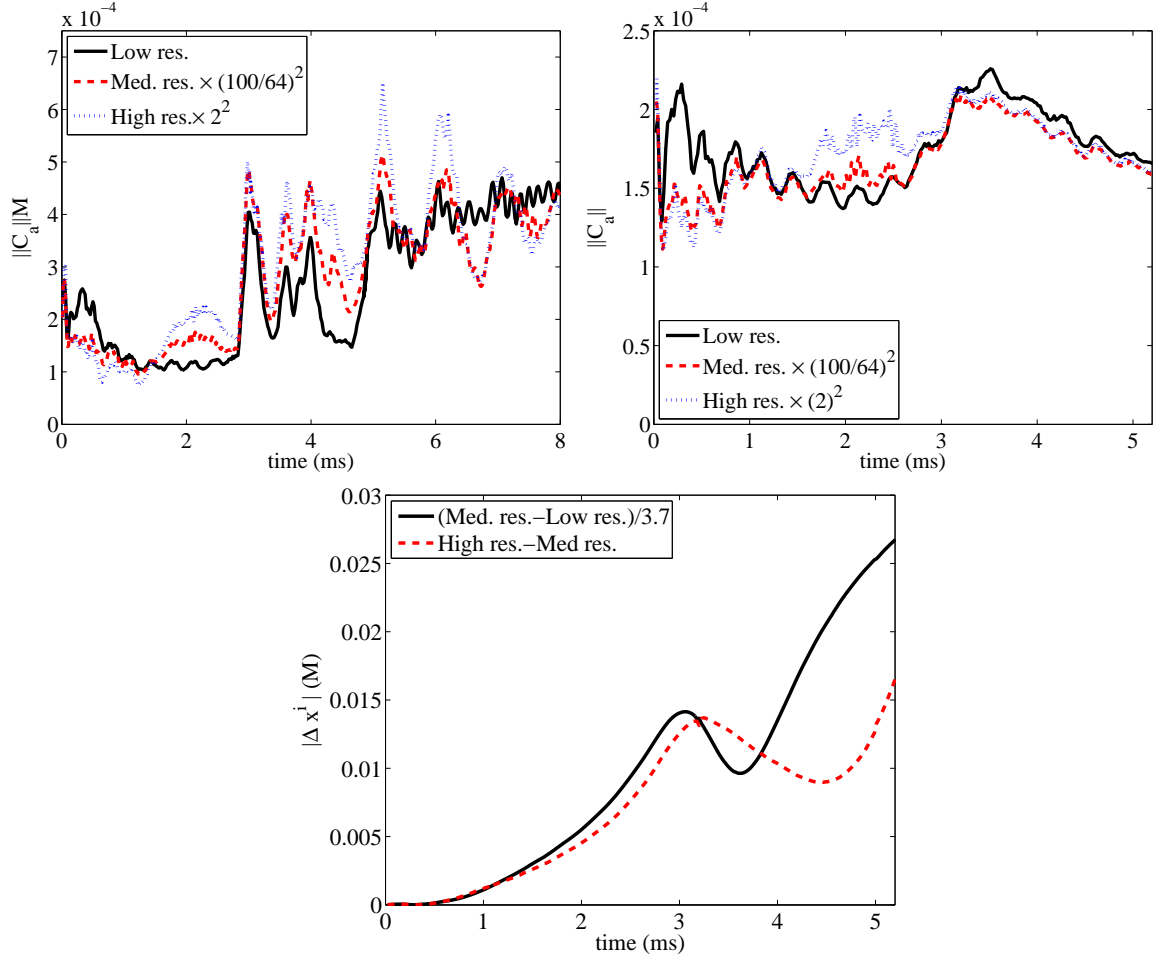 x 10⁻⁴
7
6
5
4
3
2
1
0
||C_a||M
Low res.
Med. res. × (100/64)²
High res.× 2²
0 2 4 6 8
time (ms)
x 10⁻⁴
2.5
2
1.5
1
0.5
0
||C_a||
Low res.
Med. res. × (100/64)²
High res. × (2)²
0 1 2 3 4 5
time (ms)
0.03
0.025
0.02
0.015
0.01
0.005
0
|Δ xⁱ | (M)
(Med. res.−Low res.)/3.7
High res.−Med res.
0 1 2 3 4 5
time (ms)